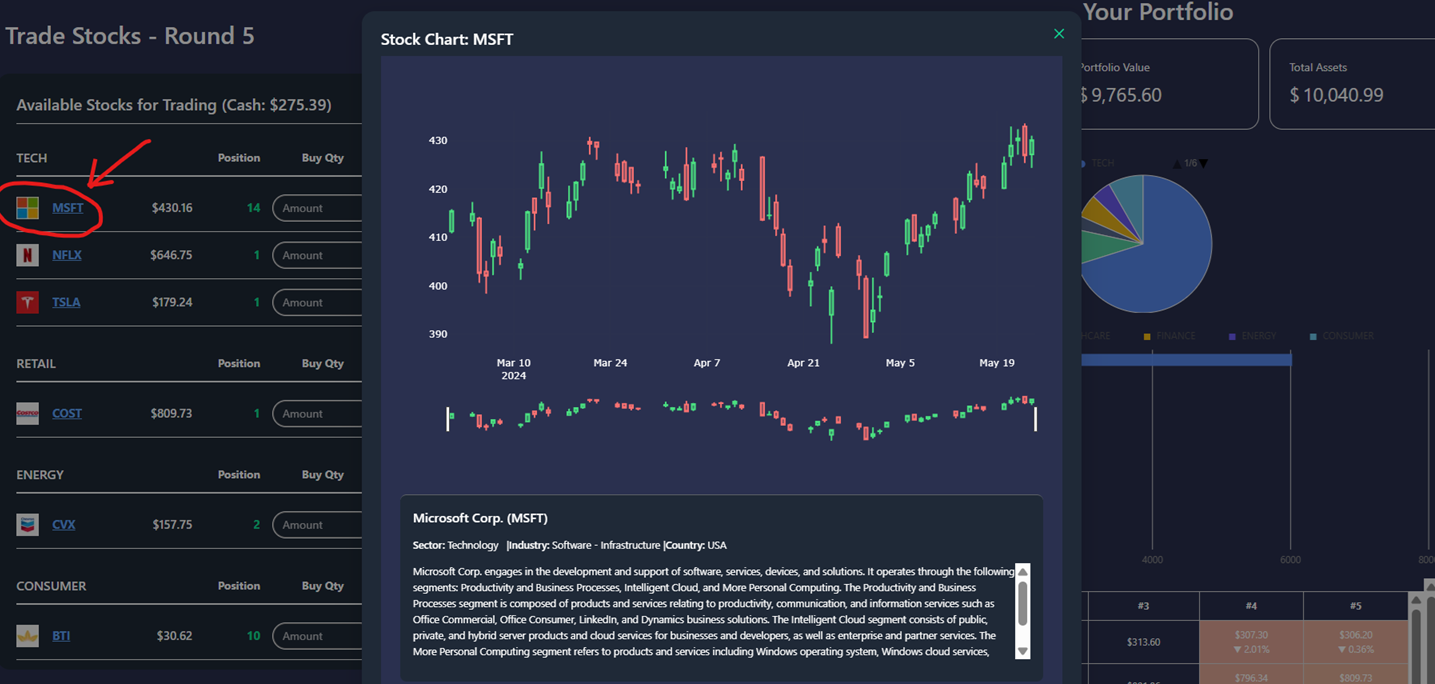 Trade Stocks - Round 5
Available Stocks for Trading (Cash: $275.39)
TECH Position Buy Qty
MSFT $430.16 14 Amount
NFLX $646.75 1 Amount
TSLA $179.24 1 Amount
RETAIL Position Buy Qty
COST $809.73 1 Amount
ENERGY Position Buy Qty
CVX $157.75 2 Amount
CONSUMER Position Buy Qty
BTI $30.62 10 Amount
Stock Chart: MSFT
430
420
410
400
390
Mar 10 Mar 24 Apr 7 Apr 21 May 5 May 19
2024
Microsoft Corp. (MSFT)
Sector: Technology |Industry: Software - Infrastructure |Country: USA
Microsoft Corp. engages in the development and support of software, services, devices, and solutions. It operates through the following
segments: Productivity and Business Processes, Intelligent Cloud, and More Personal Computing. The Productivity and Business
Processes segment is composed of products and services relating to productivity, communication, and information services such as
Office Commercial, Office Consumer, LinkedIn, and Dynamics business solutions. The Intelligent Cloud segment consists of public,
private, and hybrid server products and cloud services for businesses and developers, as well as enterprise and partner services. The
More Personal Computing segment refers to products and services including Windows operating system, Windows cloud services,
Your Portfolio
Portfolio Value
$ 9,765.60
Total Assets
$ 10,040.99
TECH 1/6
HCARE FINANCE ENERGY CONSUMER
4000 6000 8000
#3 #4 #5
$313.60 $307.30 $306.20
▼ 2.01% ▼ 0.36%
$796.34 $809.73